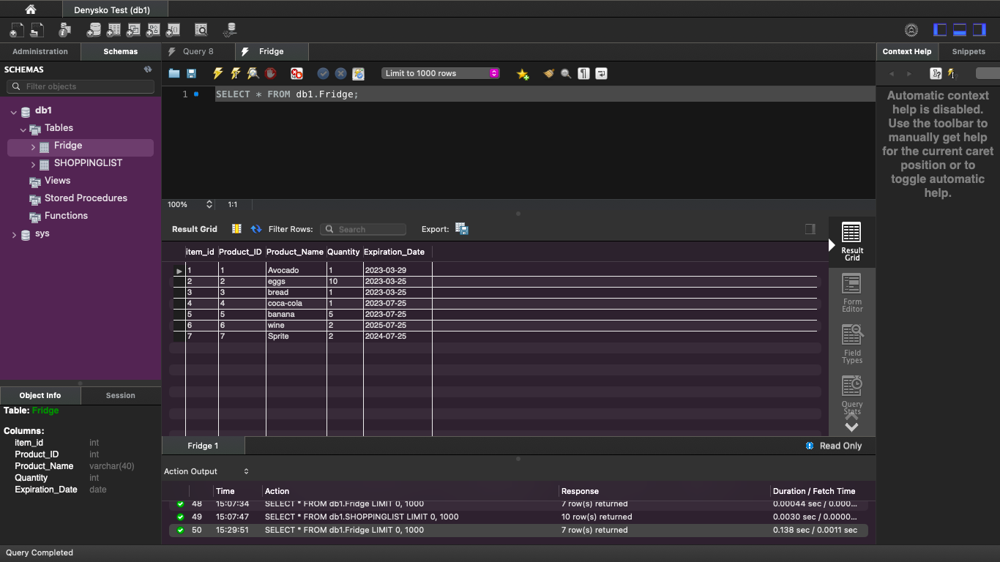 Denysko Test (db1)
Administration Schemas Query 8 Fridge Context Help Snippets
SCHEMAS
Filter objects
Limit to 1000 rows
1 SELECT * FROM db1.Fridge;
db1
Tables
Fridge
SHOPPINGLIST
Views
Stored Procedures
Functions
sys
Automatic context
help is disabled.
Use the toolbar to
manually get help
for the current caret
position or to
toggle automatic
help.
100% 1:1
Result Grid Filter Rows: Search Export:
item_id Product_ID Product_Name Quantity Expiration_Date
1 1 Avocado 1 2023-03-29
2 2 eggs 10 2023-03-25
3 3 bread 1 2023-03-25
4 4 coca-cola 1 2023-07-25
5 5 banana 5 2023-07-25
6 6 wine 2 2025-07-25
7 7 Sprite 2 2024-07-25
Result
Grid
Form
Editor
Field
Types
Query
Stats
Object Info Session
Table: Fridge
Columns:
item_id int
Product_ID int
Product_Name varchar(40)
Quantity int
Expiration_Date date
Fridge 1 Read Only
Action Output
Time Action Response Duration / Fetch Time
48 15:07:34 SELECT * FROM db1.Fridge LIMIT 0, 1000 7 row(s) returned 0.00044 sec / 0.000...
49 15:07:47 SELECT * FROM db1.SHOPPINGLIST LIMIT 0, 1000 10 row(s) returned 0.0030 sec / 0.0000...
50 15:29:51 SELECT * FROM db1.Fridge LIMIT 0, 1000 7 row(s) returned 0.138 sec / 0.0011 sec
Query Completed